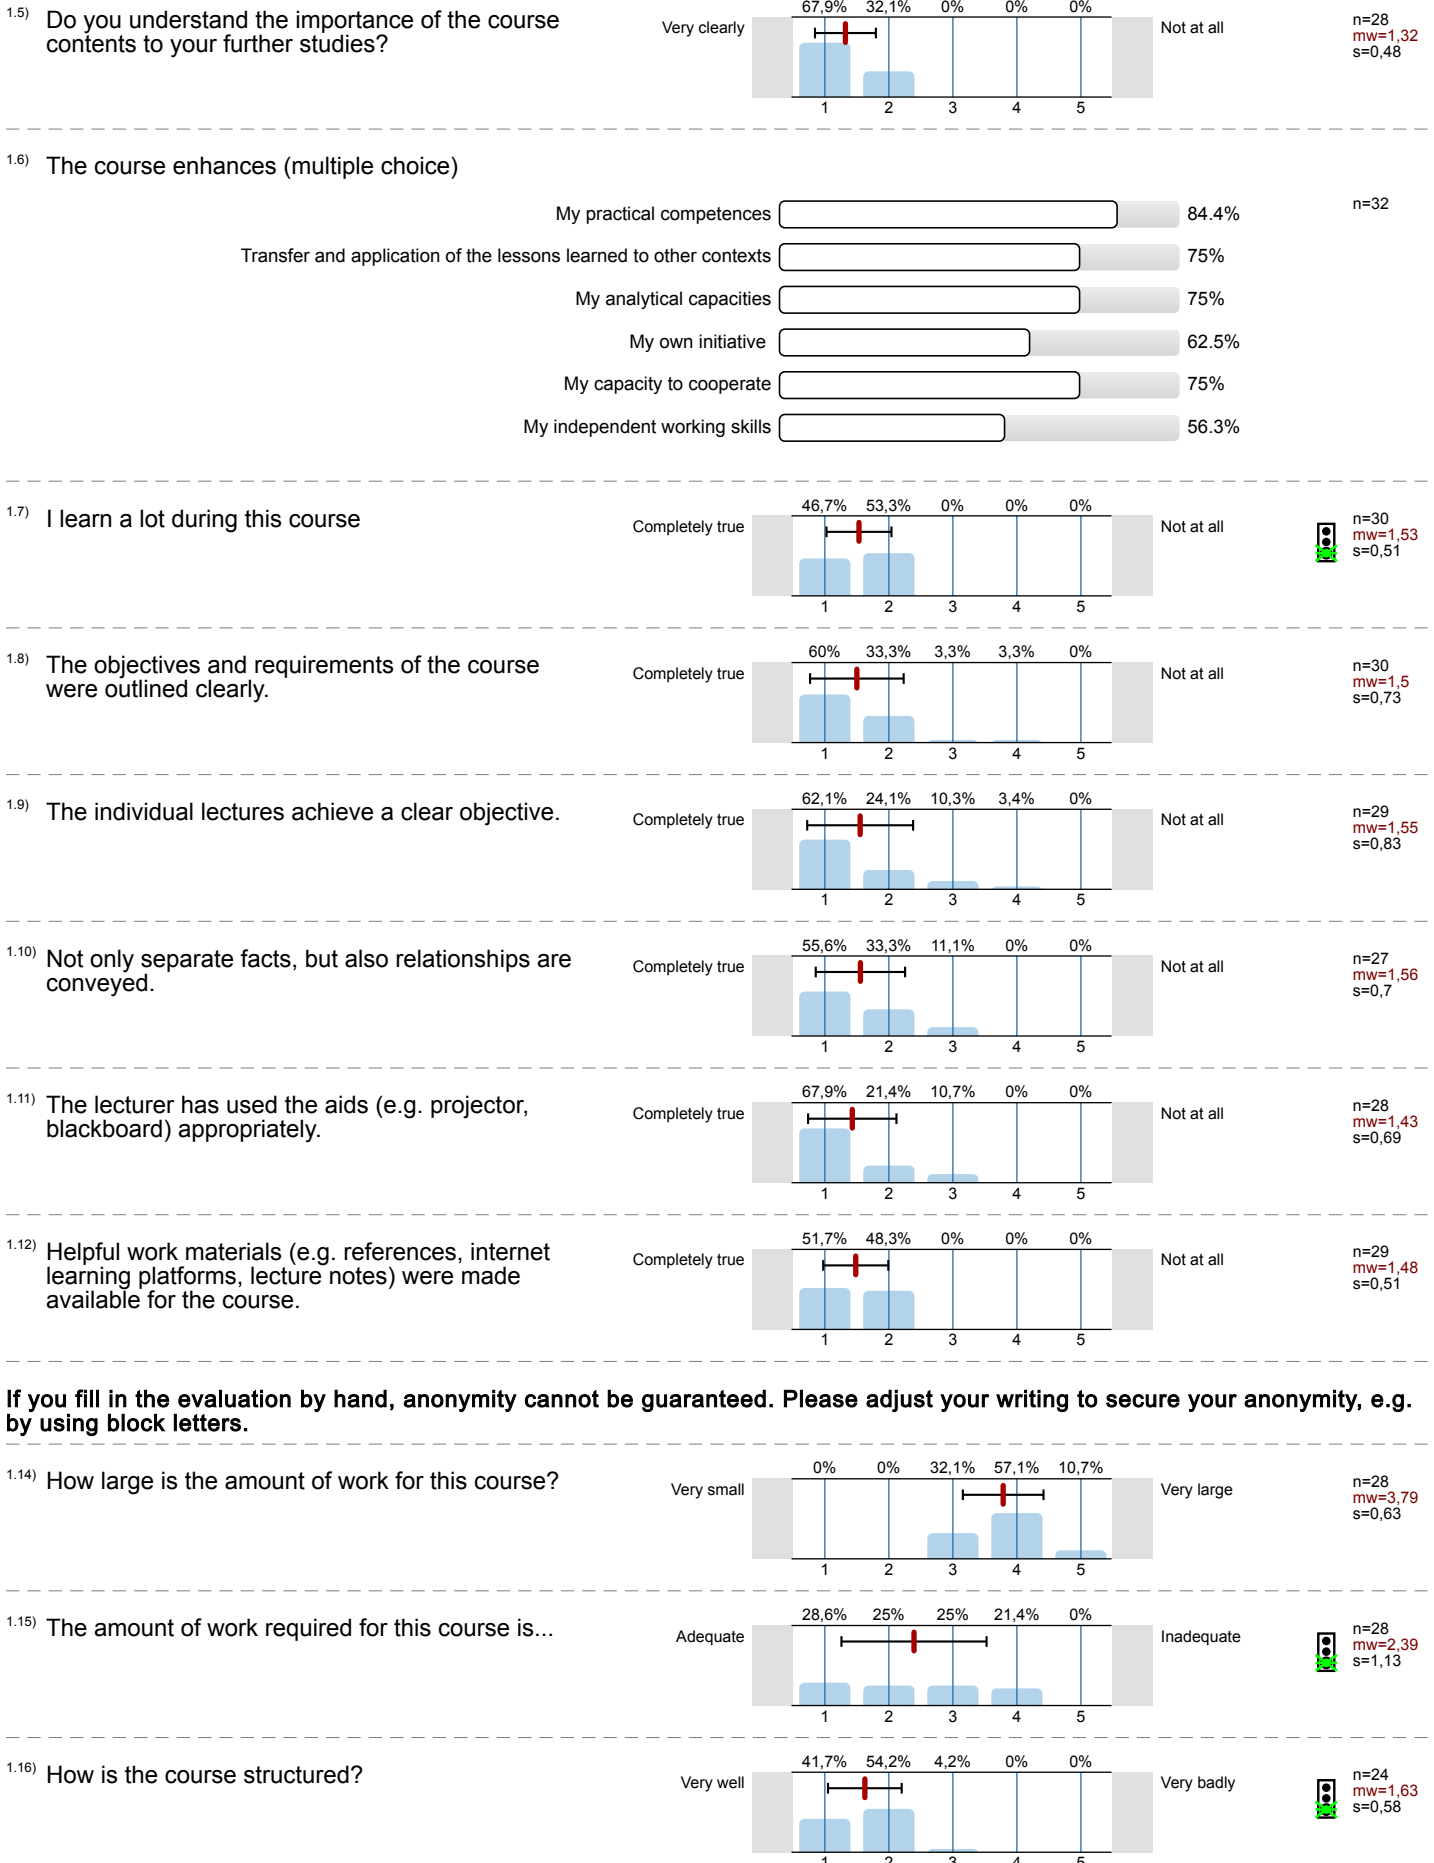 1.5) Do you understand the importance of the course
contents to your further studies?
67,9% 32,1% 0% 0% 0%
Very clearly
Not at all
n=28
mw=1,32
s=0,48
1 2 3 4 5
1.6) The course enhances (multiple choice)
My practical competences 84.4%
n=32
Transfer and application of the lessons learned to other contexts 75%
My analytical capacities 75%
My own initiative 62.5%
My capacity to cooperate 75%
My independent working skills 56.3%
1.7) I learn a lot during this course
46,7% 53,3% 0% 0% 0%
Completely true
Not at all
n=30
mw=1,53
s=0,51
1 2 3 4 5
1.8) The objectives and requirements of the course
were outlined clearly.
60% 33,3% 3,3% 3,3% 0%
Completely true
Not at all
n=30
mw=1,5
s=0,73
1 2 3 4 5
1.9) The individual lectures achieve a clear objective.
62,1% 24,1% 10,3% 3,4% 0%
Completely true
Not at all
n=29
mw=1,55
s=0,83
1 2 3 4 5
1.10) Not only separate facts, but also relationships are
conveyed.
55,6% 33,3% 11,1% 0% 0%
Completely true
Not at all
n=27
mw=1,56
s=0,7
1 2 3 4 5
1.11) The lecturer has used the aids (e.g. projector,
blackboard) appropriately.
67,9% 21,4% 10,7% 0% 0%
Completely true
Not at all
n=28
mw=1,43
s=0,69
1 2 3 4 5
1.12) Helpful work materials (e.g. references, internet
learning platforms, lecture notes) were made
available for the course.
51,7% 48,3% 0% 0% 0%
Completely true
Not at all
n=29
mw=1,48
s=0,51
1 2 3 4 5
If you fill in the evaluation by hand, anonymity cannot be guaranteed. Please adjust your writing to secure your anonymity, e.g.
by using block letters.
1.14) How large is the amount of work for this course?
0% 0% 32,1% 57,1% 10,7%
Very small
Very large
n=28
mw=3,79
s=0,63
1 2 3 4 5
1.15) The amount of work required for this course is...
28,6% 25% 25% 21,4% 0%
Adequate
Inadequate
n=28
mw=2,39
s=1,13
1 2 3 4 5
1.16) How is the course structured?
41,7% 54,2% 4,2% 0% 0%
Very well
Very badly
n=24
mw=1,63
s=0,58
1 2 3 4 5